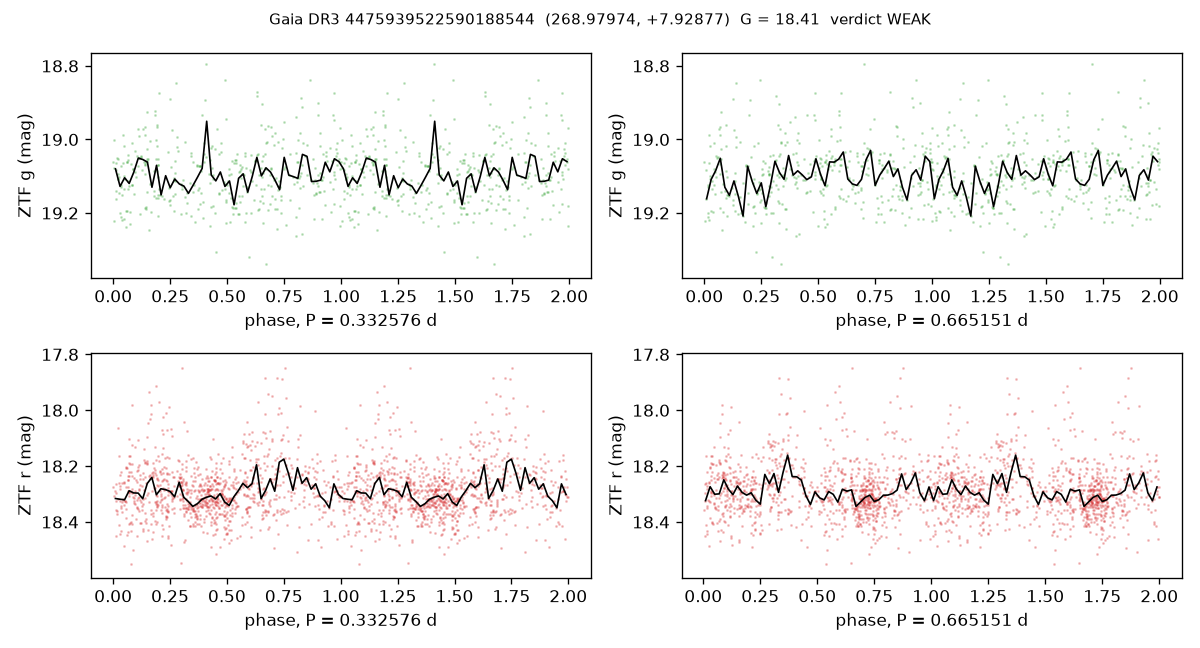 Gaia DR3 4475939522590188544 (268.97974, +7.92877) G = 18.41 verdict WEAK
ZTF g (mag)
18.8
19.0
19.2
0.00 0.25 0.50 0.75 1.00 1.25 1.50 1.75 2.00
phase, P = 0.332576 d
ZTF g (mag)
18.8
19.0
19.2
0.00 0.25 0.50 0.75 1.00 1.25 1.50 1.75 2.00
phase, P = 0.665151 d
ZTF r (mag)
17.8
18.0
18.2
18.4
0.00 0.25 0.50 0.75 1.00 1.25 1.50 1.75 2.00
phase, P = 0.332576 d
ZTF r (mag)
17.8
18.0
18.2
18.4
0.00 0.25 0.50 0.75 1.00 1.25 1.50 1.75 2.00
phase, P = 0.665151 d